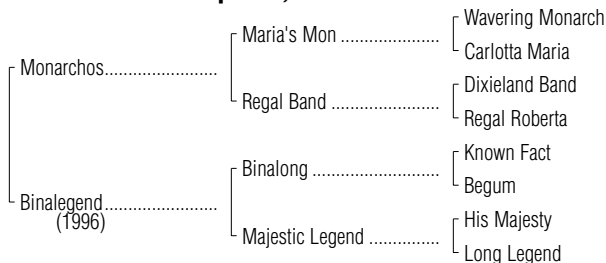 Wavering Monarch
Maria's Mon ........................
Carlotta Maria
Monarchos...........................
Dixieland Band
Regal Band ..........................
Regal Roberta
Known Fact
Binalong ..............................
Begum
Binalegend...........................
(1996)
His Majesty
Majestic Legend .................
Long Legend